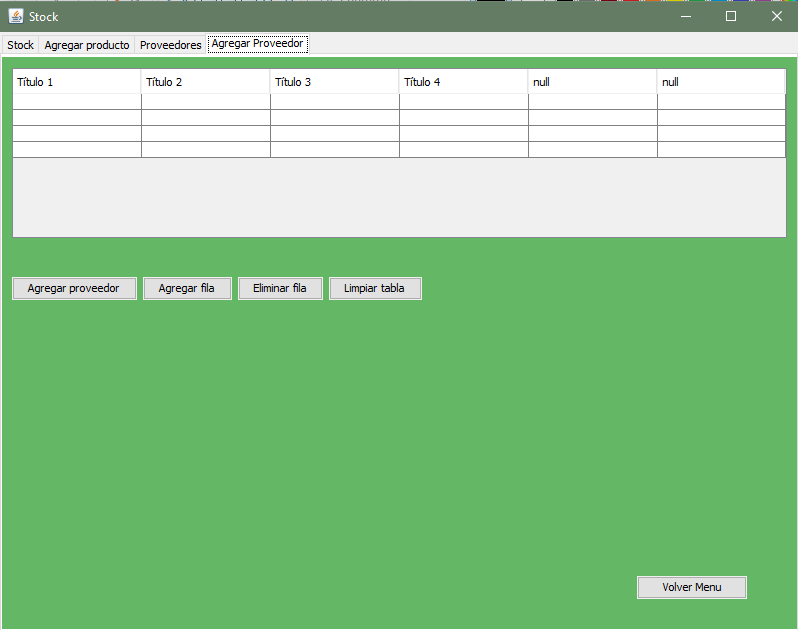 Stock
Stock Agregar producto Proveedores Agregar Proveedor
Título 1 Título 2 Título 3 Título 4 null null
Agregar proveedor Agregar fila Eliminar fila Limpiar tabla
Volver Menu